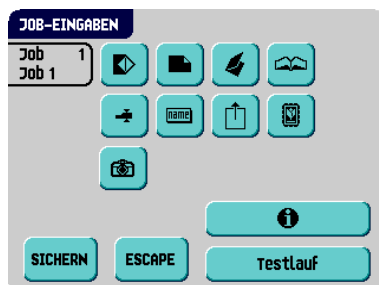 JOB-EINGABEN
Job 1
Job 1
name
SICHERN
ESCAPE
Testlauf